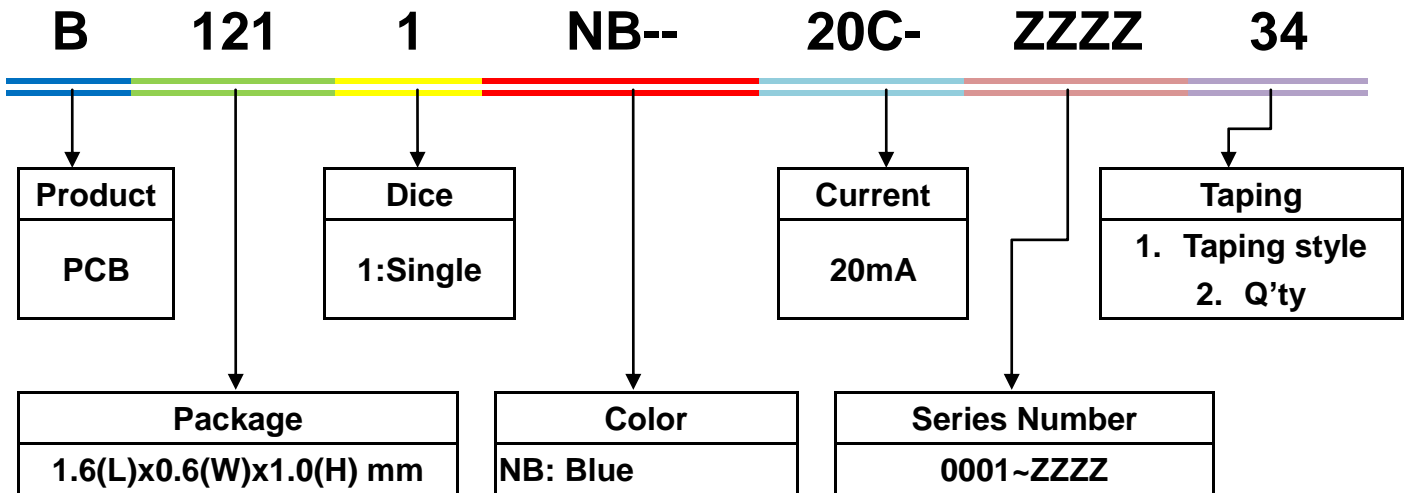 B 121 1 NB-- 20C- ZZZZ 34
Product
PCB
Dice
1:Single
Current
20mA
Taping
1. Taping style
2. Q’ty
Package
1.6(L)x0.6(W)x1.0(H) mm
Color
NB: Blue
Series Number
0001~ZZZZ